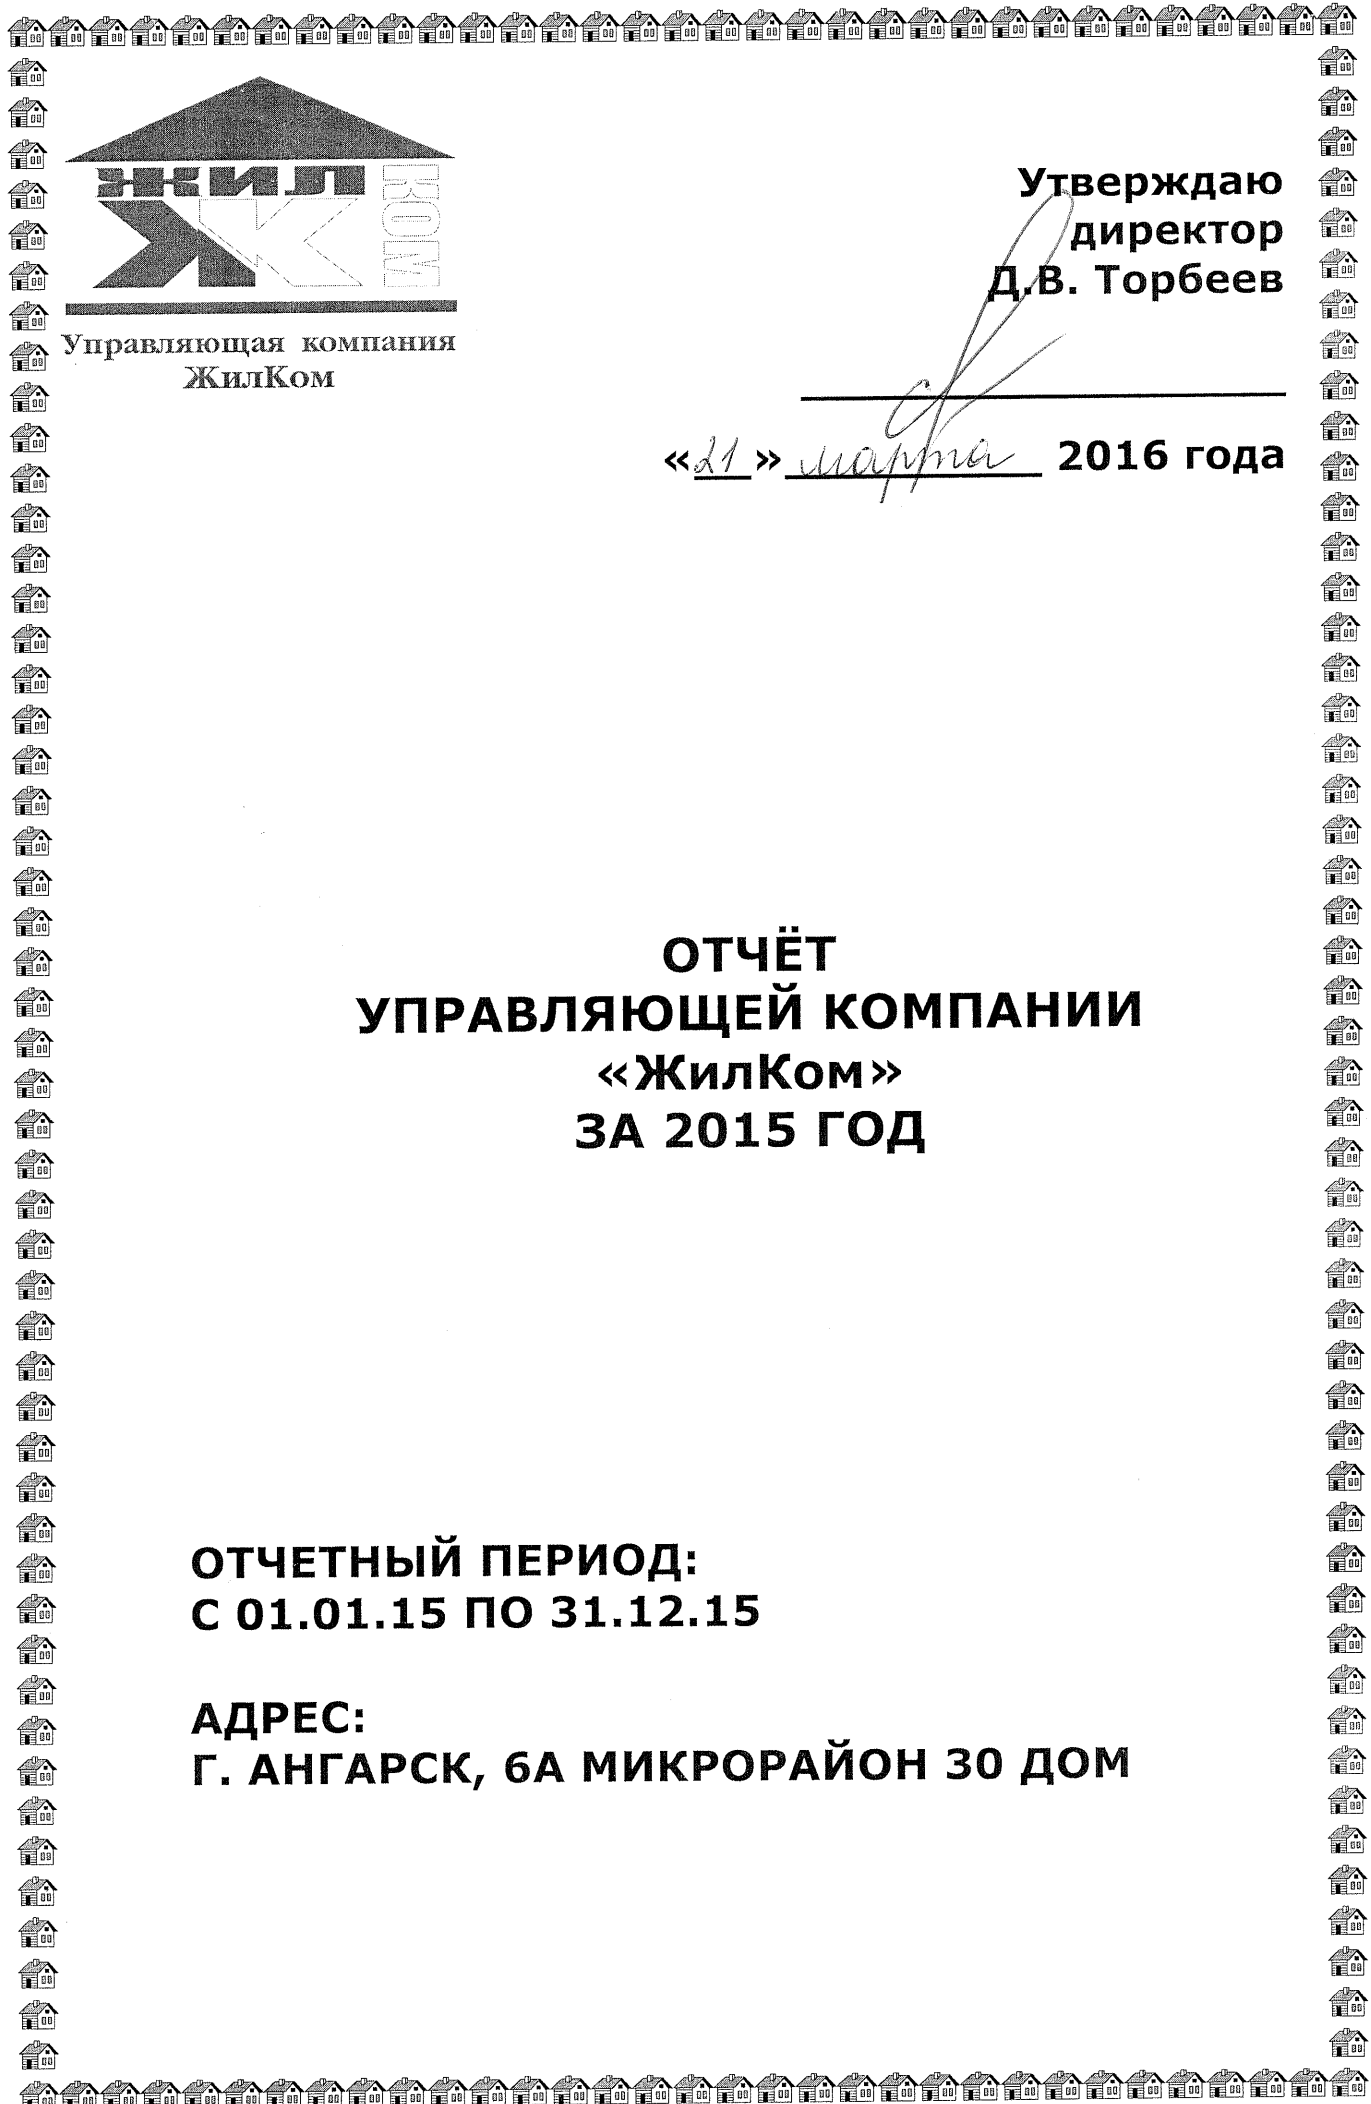 ЖИЛ
КОМ
ЖК
Управляющая компания
ЖилКом
Утверждаю
директор
Д.В. Торбеев
«21» марта 2016 года
ОТЧЁТ
УПРАВЛЯЮЩЕЙ КОМПАНИИ
«ЖилКом»
ЗА 2015 ГОД
ОТЧЕТНЫЙ ПЕРИОД:
С 01.01.15 ПО 31.12.15
АДРЕС:
Г. АНГАРСК, 6А МИКРОРАЙОН 30 ДОМ